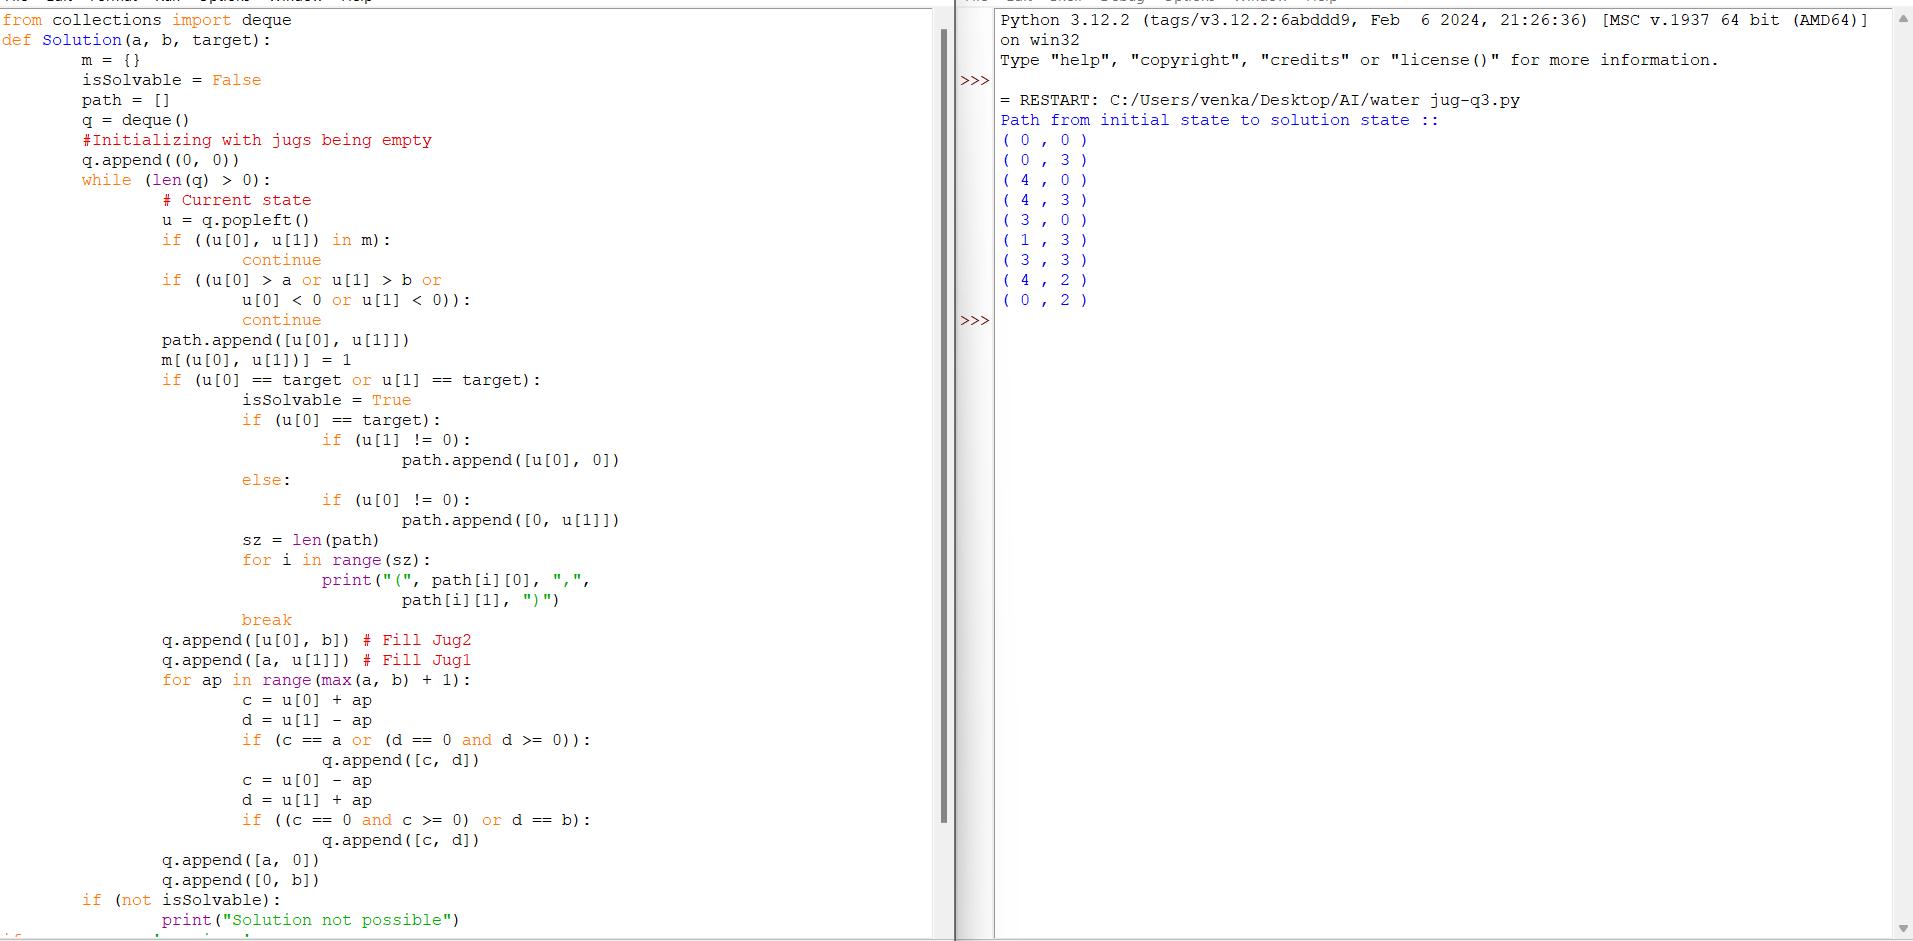 from collections import deque
def Solution(a, b, target):
        m = {}
        isSolvable = False
        path = []
        q = deque()
        #Initializing with jugs being empty
        q.append((0, 0))
        while (len(q) > 0):
                # Current state
                u = q.popleft()
                if ((u[0], u[1]) in m):
                        continue
                if ((u[0] > a or u[1] > b or
                        u[0] < 0 or u[1] < 0)):
                        continue
                path.append([u[0], u[1]])
                m[(u[0], u[1])] = 1
                if (u[0] == target or u[1] == target):
                        isSolvable = True
                        if (u[0] == target):
                                if (u[1] != 0):
                                        path.append([u[0], 0])
                        else:
                                if (u[0] != 0):
                                        path.append([0, u[1]])
                        sz = len(path)
                        for i in range(sz):
                                print("(", path[i][0], ",",
                                        path[i][1], ")")
                        break
                q.append([u[0], b]) # Fill Jug2
                q.append([a, u[1]]) # Fill Jug1
                for ap in range(max(a, b) + 1):
                        c = u[0] + ap
                        d = u[1] - ap
                        if (c == a or (d == 0 and d >= 0)):
                                q.append([c, d])
                        c = u[0] - ap
                        d = u[1] + ap
                        if ((c == 0 and c >= 0) or d == b):
                                q.append([c, d])
                q.append([a, 0])
                q.append([0, b])
        if (not isSolvable):
                print("Solution not possible")
Python 3.12.2 (tags/v3.12.2:6abddd9, Feb  6 2024, 21:26:36) [MSC v.1937 64 bit (AMD64)]
on win32
Type "help", "copyright", "credits" or "license()" for more information.
>>>
= RESTART: C:/Users/venka/Desktop/AI/water jug-q3.py
Path from initial state to solution state ::
( 0 , 0 )
( 0 , 3 )
( 4 , 0 )
( 4 , 3 )
( 3 , 0 )
( 1 , 3 )
( 3 , 3 )
( 4 , 2 )
( 0 , 2 )
>>>